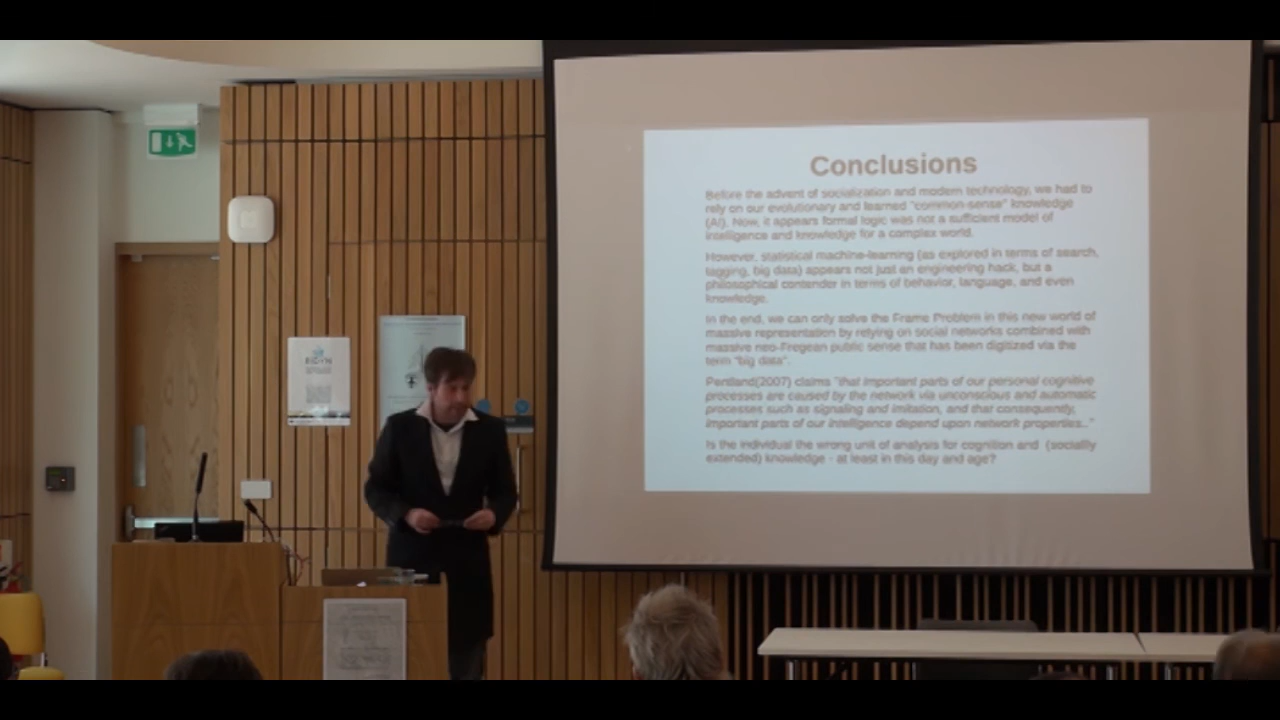 Conclusions
Before the advent of socialization and modern technology, we had to
rely on our evolutionary and learned "common-sense" knowledge
(AI). Now, it appears formal logic was not a sufficient model of
intelligence and knowledge for a complex world.
However, statistical machine-learning (as explored in terms of search,
tagging, big data) appears not just an engineering hack, but a
philosophical contender in terms of behavior, language, and even
knowledge.
In the end, we can only solve the Frame Problem in this new world of
massive representation by relying on social networks combined with
massive neo-Fregean public sense that has been digitized via the
term "big data".
Pentland(2007) claims "that important parts of our personal cognitive
processes are caused by the network via unconscious and automatic
processes such as signaling and imitation, and that consequently,
important parts of our intelligence depend upon network properties.."
Is the individual the wrong unit of analysis for cognition and (socially
extended) knowledge - at least in this day and age?